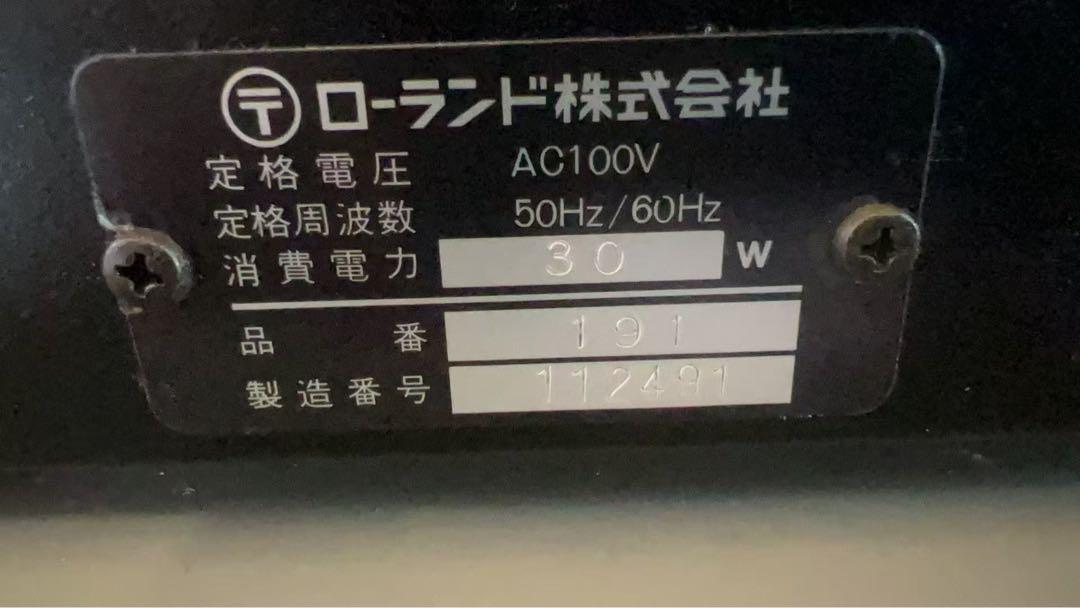 〒 ローランド株式会社
定格電圧 AC100V
定格周波数 50Hz/60Hz
消費電力 30 W
品番 191
製造番号 112491